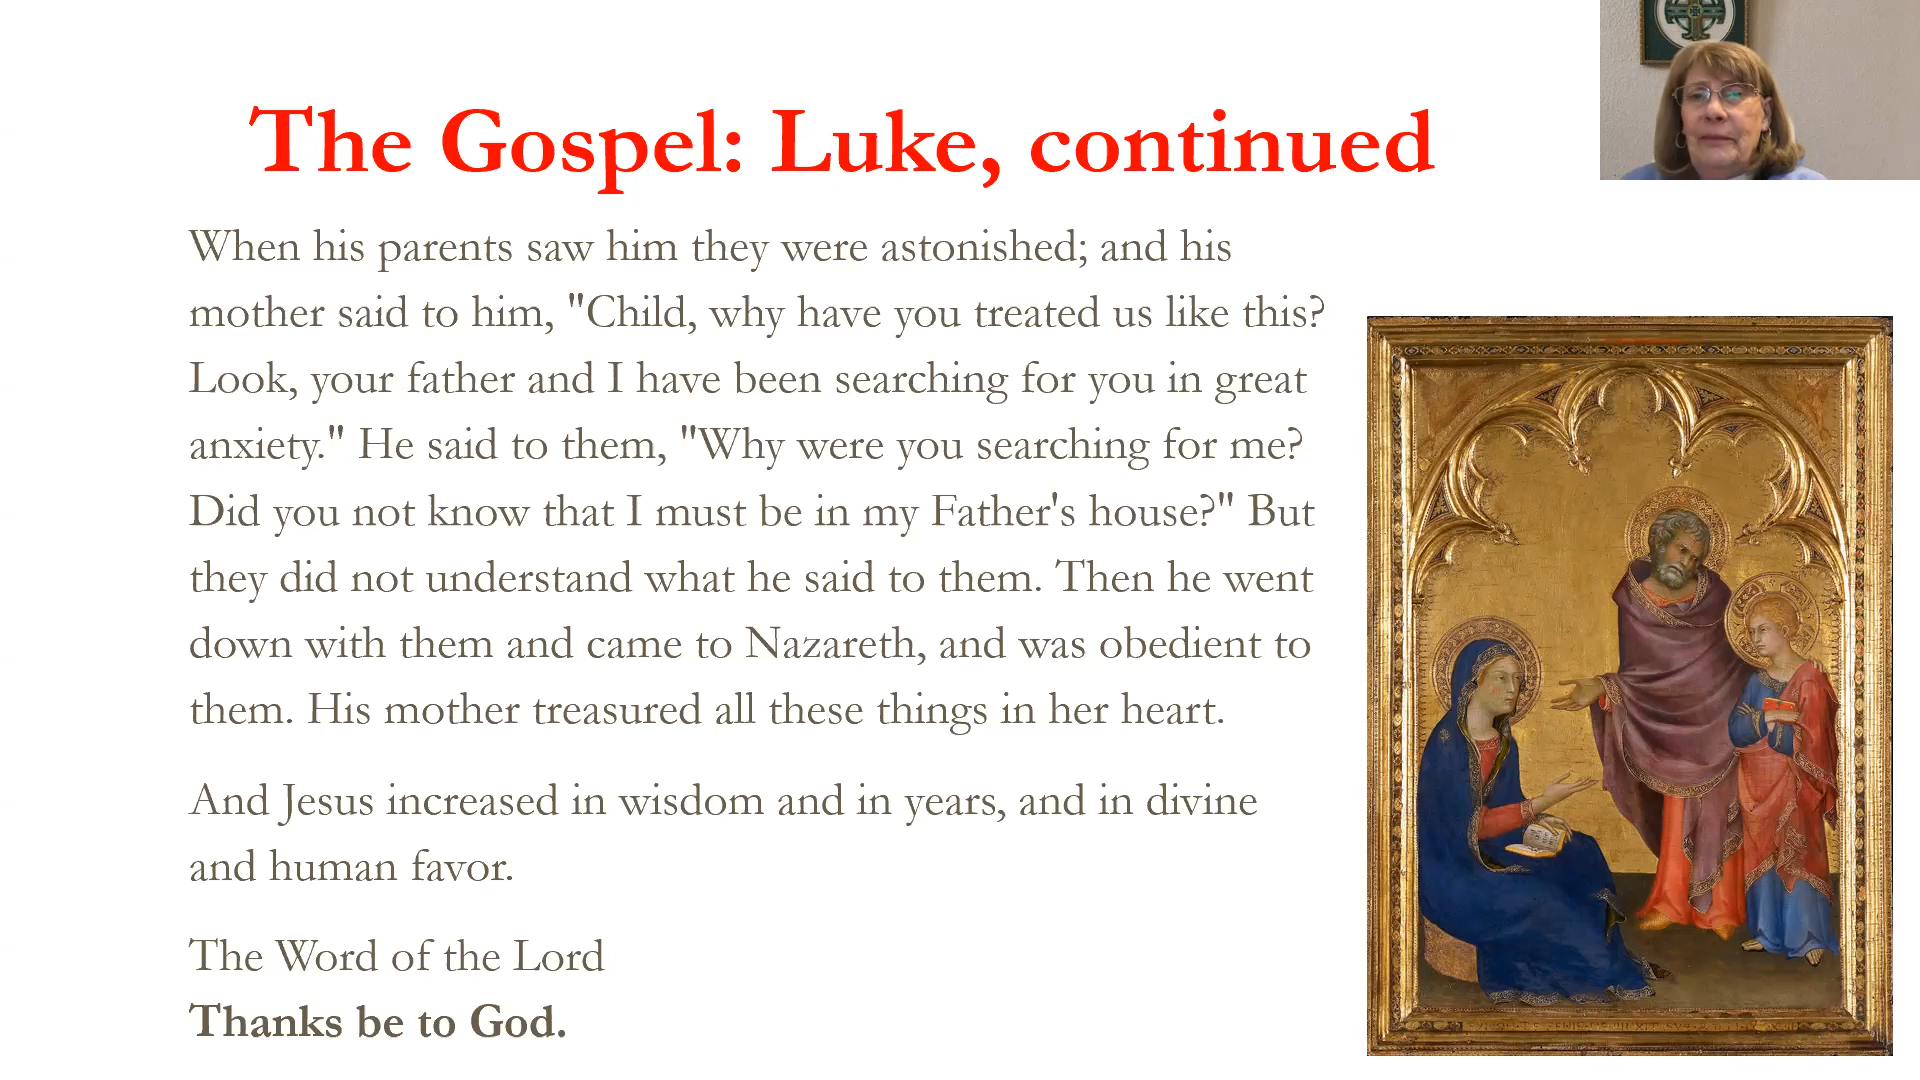 The Gospel: Luke, continued
When his parents saw him they were astonished; and his
mother said to him, "Child, why have you treated us like this?
Look, your father and I have been searching for you in great
anxiety." He said to them, "Why were you searching for me?
Did you not know that I must be in my Father's house?" But
they did not understand what he said to them. Then he went
down with them and came to Nazareth, and was obedient to
them. His mother treasured all these things in her heart.
And Jesus increased in wisdom and in years, and in divine
and human favor.
The Word of the Lord
Thanks be to God.